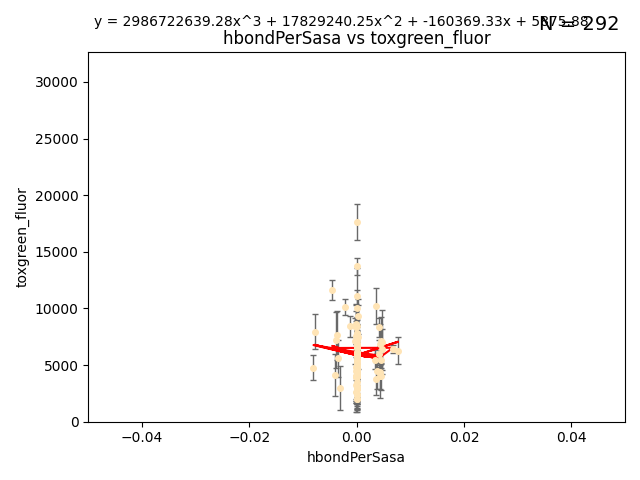 y = 2986722639.28x^3 + 17829240.25x^2 + -160369.33x + 5875.88
N = 292
hbondPerSasa vs toxgreen_fluor
30000
25000
20000
15000
10000
5000
0
toxgreen_fluor
−0.04
−0.02
0.00
0.02
0.04
hbondPerSasa